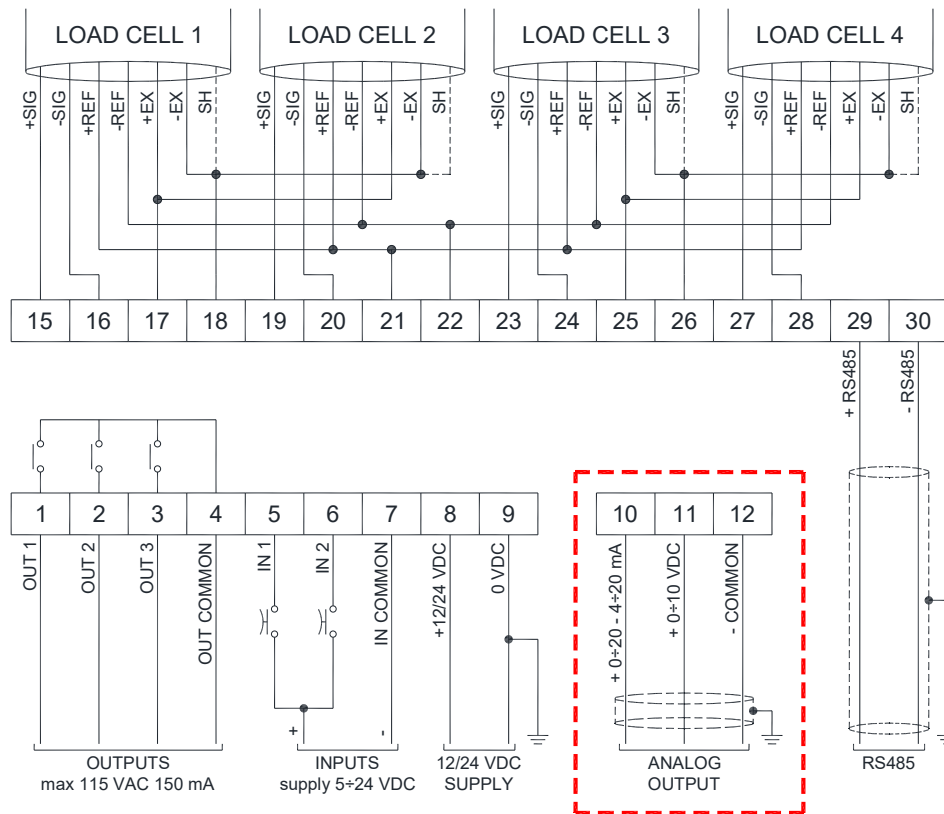 LOAD CELL 1 LOAD CELL 2 LOAD CELL 3 LOAD CELL 4
+SIG -SIG +REF -REF +EX -EX SH +SIG -SIG +REF -REF +EX -EX SH +SIG -SIG +REF -REF +EX -EX SH +SIG -SIG +REF -REF +EX -EX SH
15 16 17 18 19 20 21 22 23 24 25 26 27 28 29 30
+ RS485
- RS485
1 2 3 4 5 6 7 8 9 10 11 12
OUT 1
OUT 2
OUT 3
OUT COMMON
IN 1
IN 2
IN COMMON
+12/24 VDC
0 VDC
+ 0÷20 - 4÷20 mA
+ 0÷10 VDC
- COMMON
+ -
OUTPUTS
max 115 VAC 150 mA
INPUTS
supply 5÷24 VDC
12/24 VDC
SUPPLY
ANALOG
OUTPUT
RS485